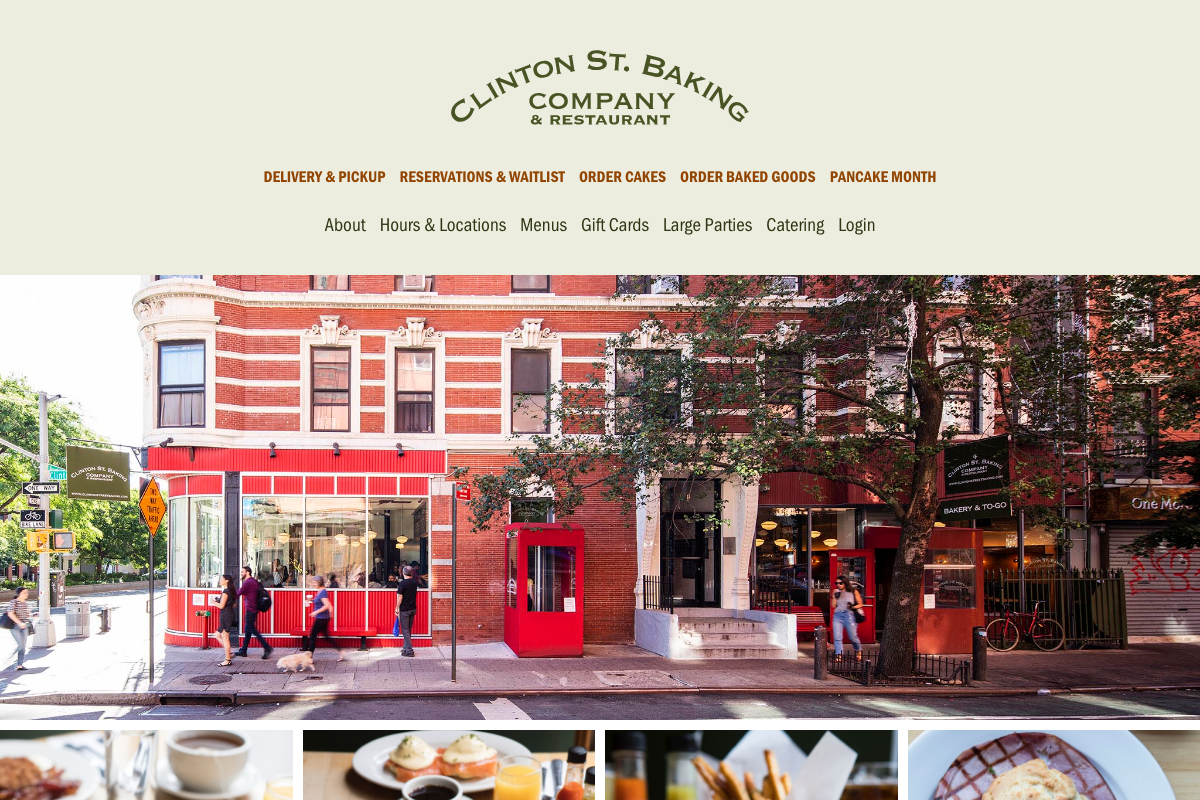 CLINTON ST. BAKING
COMPANY
& RESTAURANT
DELIVERY & PICKUP RESERVATIONS & WAITLIST ORDER CAKES ORDER BAKED GOODS PANCAKE MONTH
About Hours & Locations Menus Gift Cards Large Parties Catering Login
CLINTON ST. BAKING
COMPANY
& RESTAURANT
ONE WAY
CLINTON ST. BAKING
COMPANY
& RESTAURANT
BAKERY & TO-GO
One More